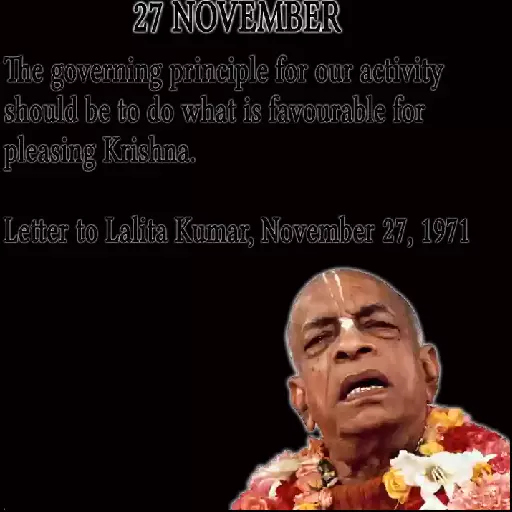 27 NOVEMBER
The governing principle for our activity
should be to do what is favourable for
pleasing Krishna.
Letter to Lalita Kumar, November 27, 1971